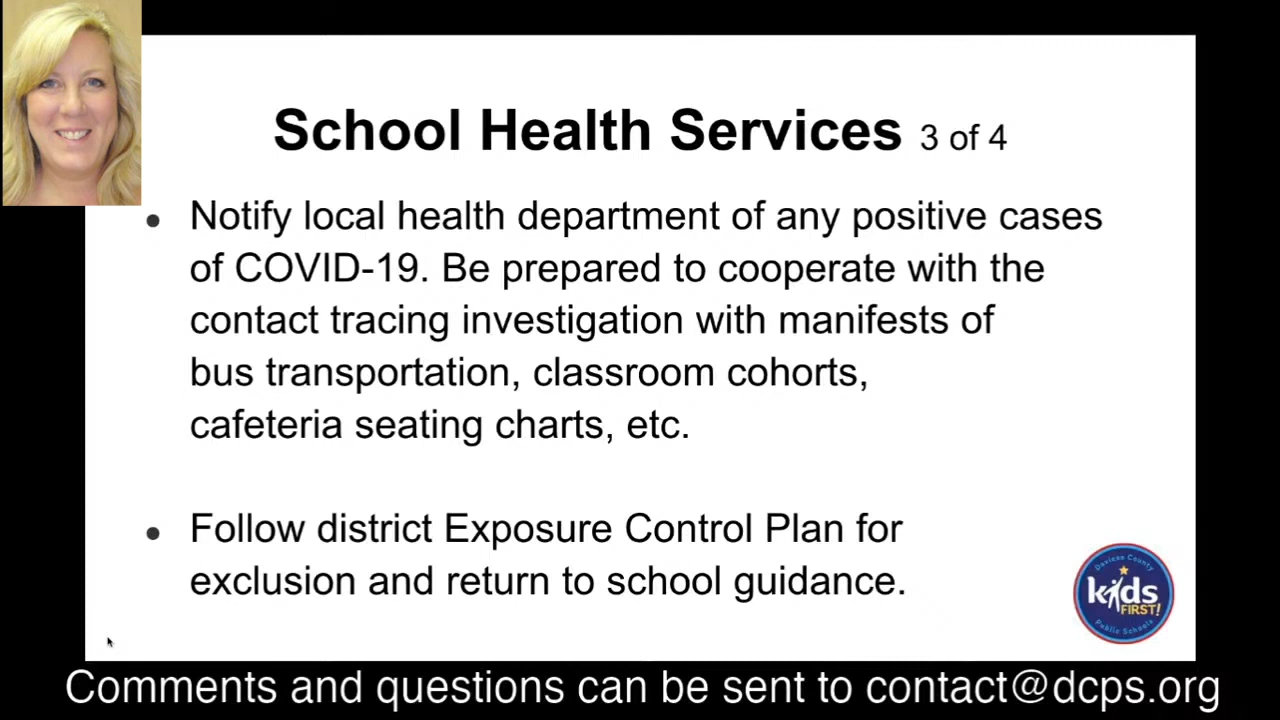 School Health Services 3 of 4
• Notify local health department of any positive cases
of COVID-19. Be prepared to cooperate with the
contact tracing investigation with manifests of
bus transportation, classroom cohorts,
cafeteria seating charts, etc.
• Follow district Exposure Control Plan for
exclusion and return to school guidance.
Daviess County
kids
FIRST!
Public Schools
Comments and questions can be sent to contact@dcps.org